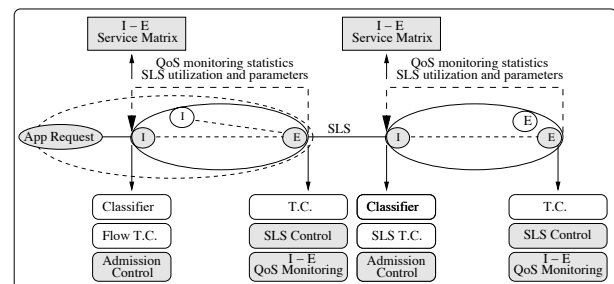 I – E
Service Matrix
I – E
Service Matrix
QoS monitoring statistics
SLS utilization and parameters
QoS monitoring statistics
SLS utilization and parameters
App Request
I
I
E
SLS
I
E
E
Classifier
Flow T.C.
Admission
Control
T.C.
SLS Control
I – E
QoS Monitoring
Classifier
SLS T.C.
Admission
Control
T.C.
SLS Control
I – E
QoS Monitoring